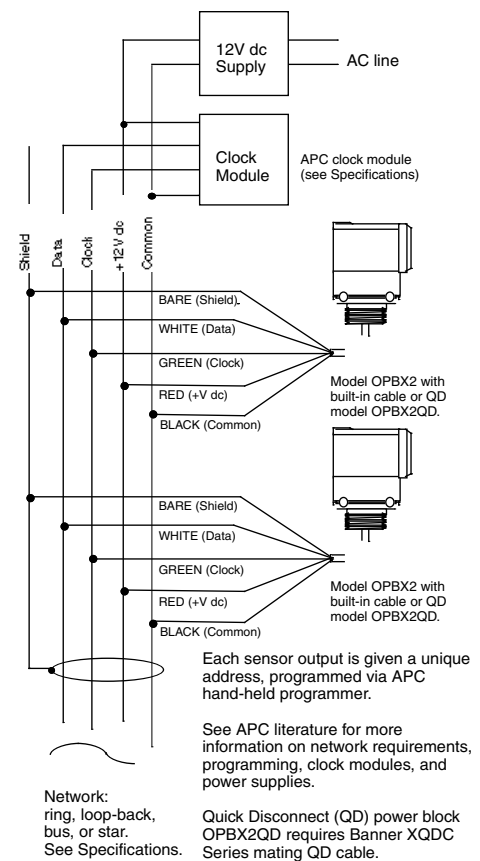 12V dc
Supply
AC line
Clock
Module
APC clock module
(see Specifications)
Shield
Data
Clock
+12V dc
Common
BARE (Shield)
WHITE (Data)
GREEN (Clock)
RED (+V dc)
BLACK (Common)
Model OPBX2 with
built-in cable or QD
model OPBX2QD.
BARE (Shield)
WHITE (Data)
GREEN (Clock)
RED (+V dc)
BLACK (Common)
Model OPBX2 with
built-in cable or QD
model OPBX2QD.
Each sensor output is given a unique
address, programmed via APC
hand-held programmer.
See APC literature for more
information on network requirements,
programming, clock modules, and
power supplies.
Network:
ring, loop-back,
bus, or star.
See Specifications.
Quick Disconnect (QD) power block
OPBX2QD requires Banner XQDC
Series mating QD cable.